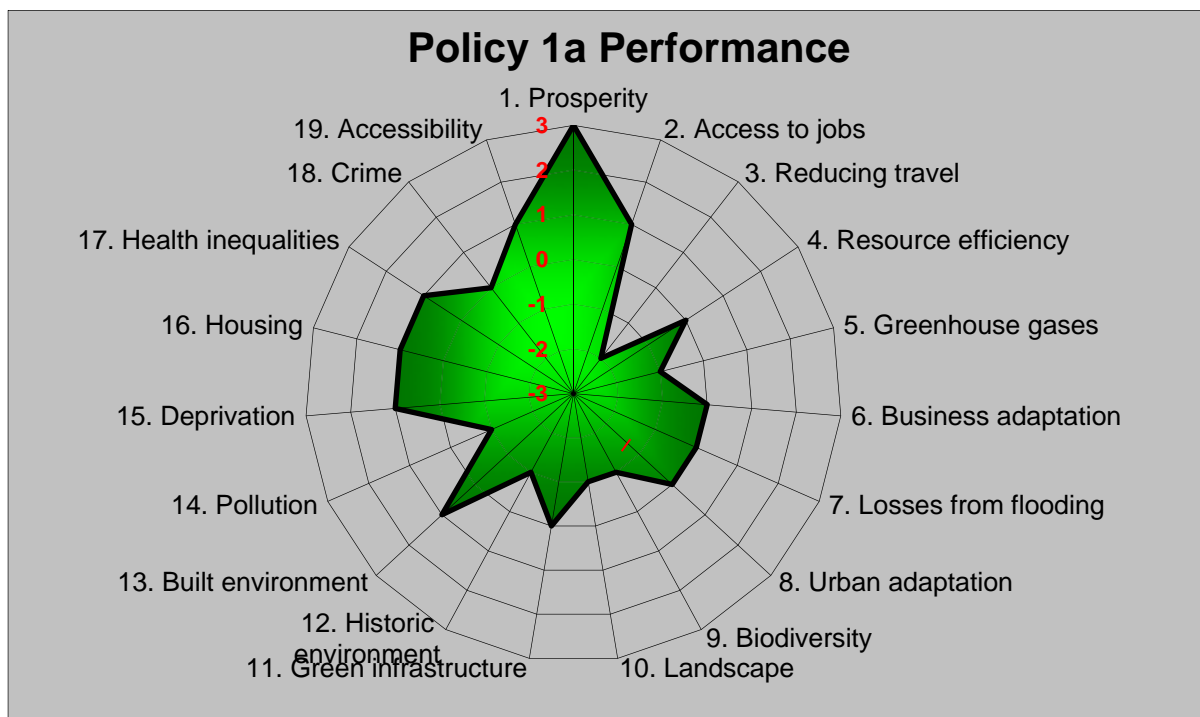 Policy 1a Performance
1. Prosperity
2. Access to jobs
3. Reducing travel
4. Resource efficiency
5. Greenhouse gases
6. Business adaptation
7. Losses from flooding
8. Urban adaptation
9. Biodiversity
10. Landscape
11. Green infrastructure
12. Historic
environment
13. Built environment
14. Pollution
15. Deprivation
16. Housing
17. Health inequalities
18. Crime
19. Accessibility
3
2
1
0
-1
-2
-3